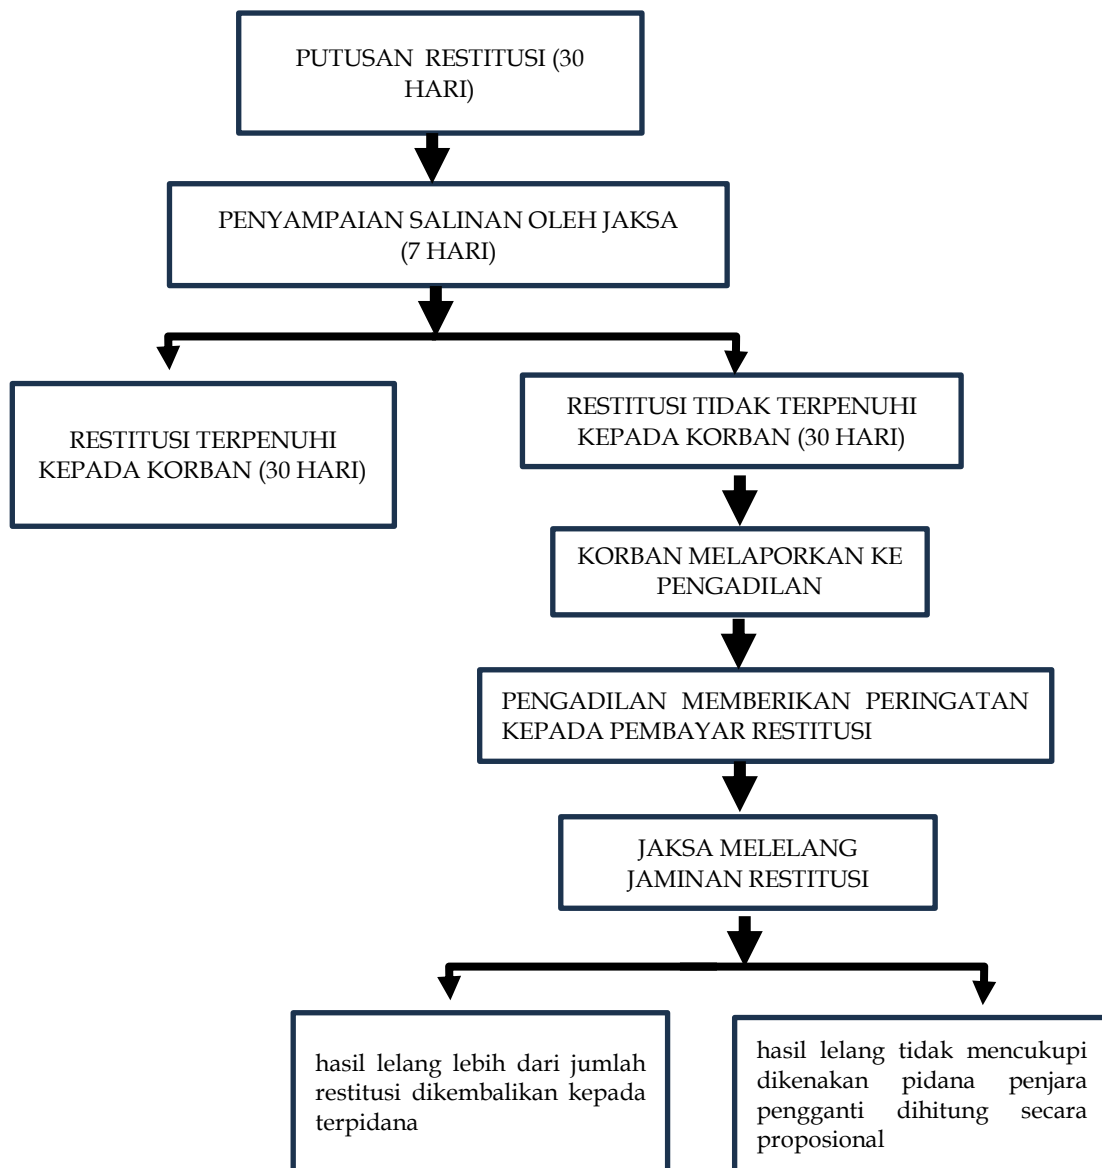 PUTUSAN RESTITUSI (30
HARI)
PENYAMPAIAN SALINAN OLEH JAKSA
(7 HARI)
RESTITUSI TERPENUHI
KEPADA KORBAN (30 HARI)
RESTITUSI TIDAK TERPENUHI
KEPADA KORBAN (30 HARI)
KORBAN MELAPORKAN KE
PENGADILAN
PENGADILAN MEMBERIKAN PERINGATAN
KEPADA PEMBAYAR RESTITUSI
JAKSA MELELANG
JAMINAN RESTITUSI
hasil lelang lebih dari jumlah
restitusi dikembalikan kepada
terpidana
hasil lelang tidak mencukupi
dikenakan pidana penjara
pengganti dihitung secara
proposional